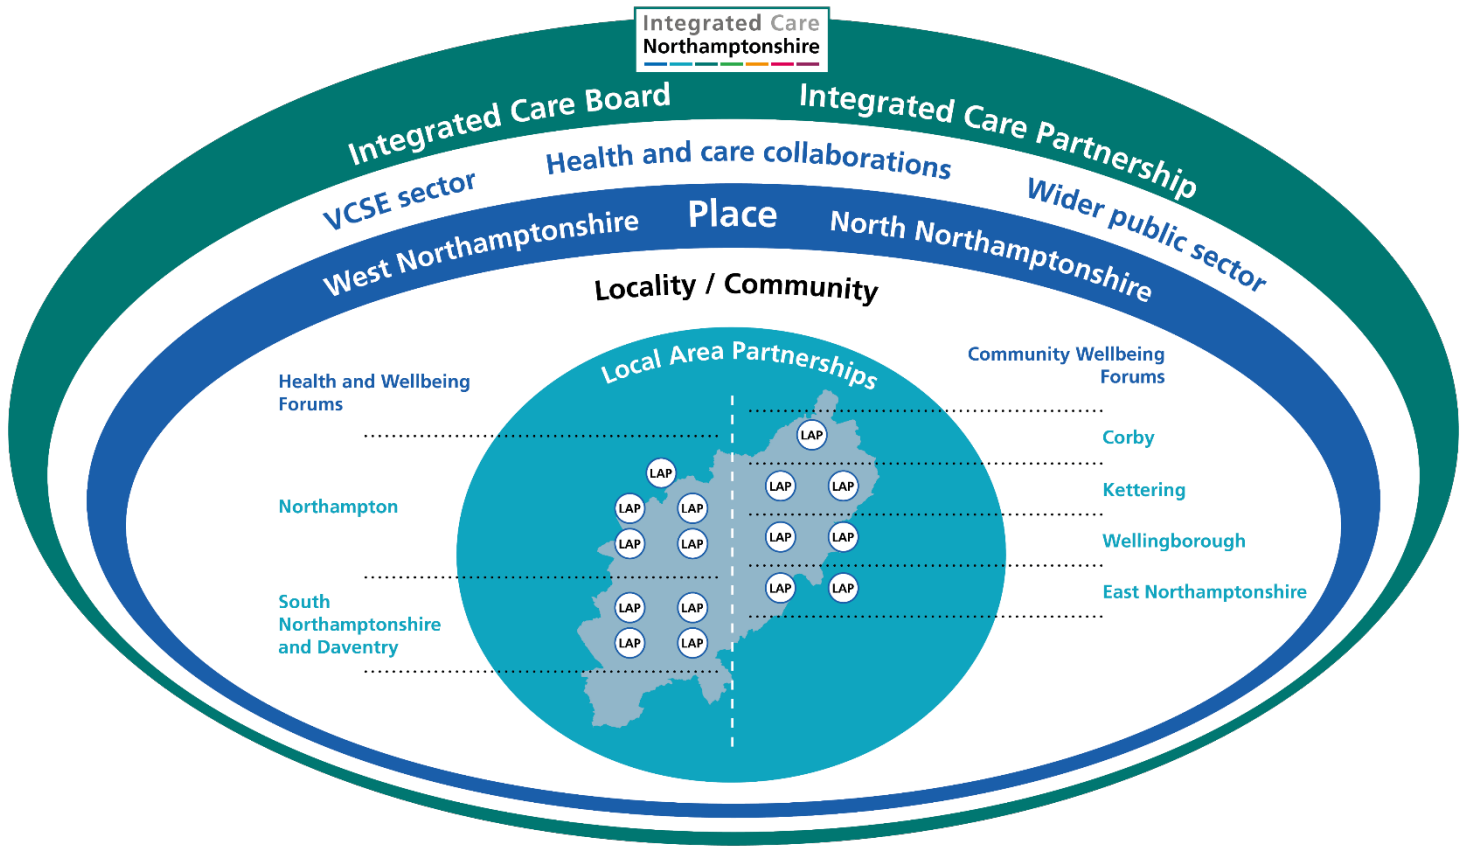 Integrated Care
Northamptonshire
Integrated Care Board
Integrated Care Partnership
VCSE sector
Health and care collaborations
Wider public sector
West Northamptonshire
Place
North Northamptonshire
Locality / Community
Local Area Partnerships
Health and Wellbeing
Forums
Northampton
South
Northamptonshire
and Daventry
LAP
LAP
LAP
LAP
LAP
LAP
LAP
LAP
LAP
Community Wellbeing
Forums
LAP
Corby
LAP
LAP
Kettering
LAP
LAP
Wellingborough
LAP
LAP
East Northamptonshire